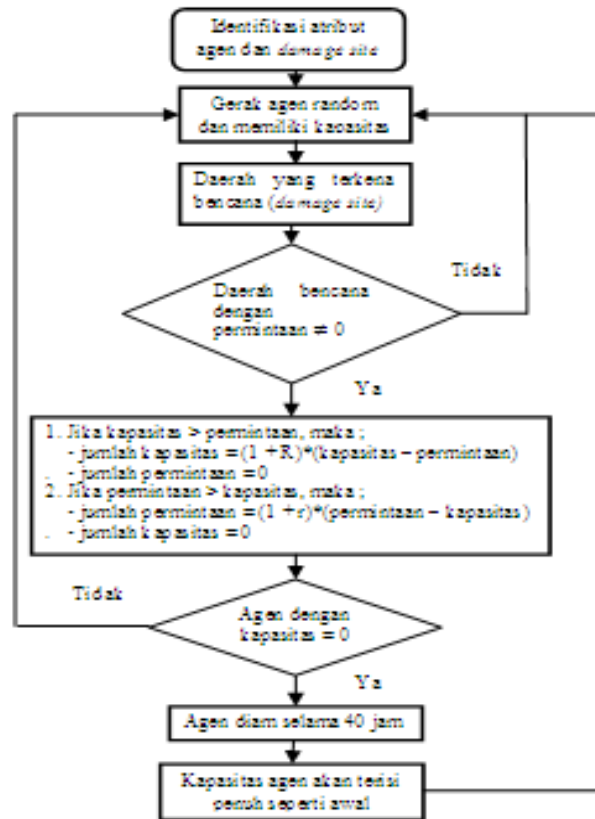 Identifikasi atribut
agen dan damage site
Gerak agen random
dan memiliki kapasitas
Daerah yang terkena
bencana (damage site)
Tidak
Daerah bencana
dengan
permintaan ≠ 0
Ya
1. Jika kapasitas > permintaan, maka ;
- jumlah kapasitas = (1 + R)*(kapasitas – permintaan)
. - jumlah permintaan = 0
2. Jika permintaan > kapasitas, maka ;
- jumlah permintaan = (1 + r)*(permintaan – kapasitas)
. - jumlah kapasitas = 0
Tidak
Agen dengan
kapasitas = 0
Ya
Agen diam selama 40 jam
Kapasitas agen akan terisi
penuh seperti awal